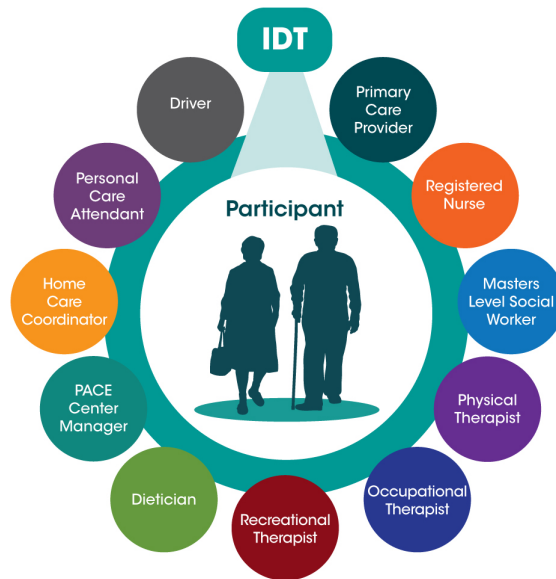 IDT
Primary
Care
Provider
Registered
Nurse
Masters
Level Social
Worker
Physical
Therapist
Occupational
Therapist
Recreational
Therapist
Dietician
PACE
Center
Manager
Home
Care
Coordinator
Personal
Care
Attendant
Driver
Participant